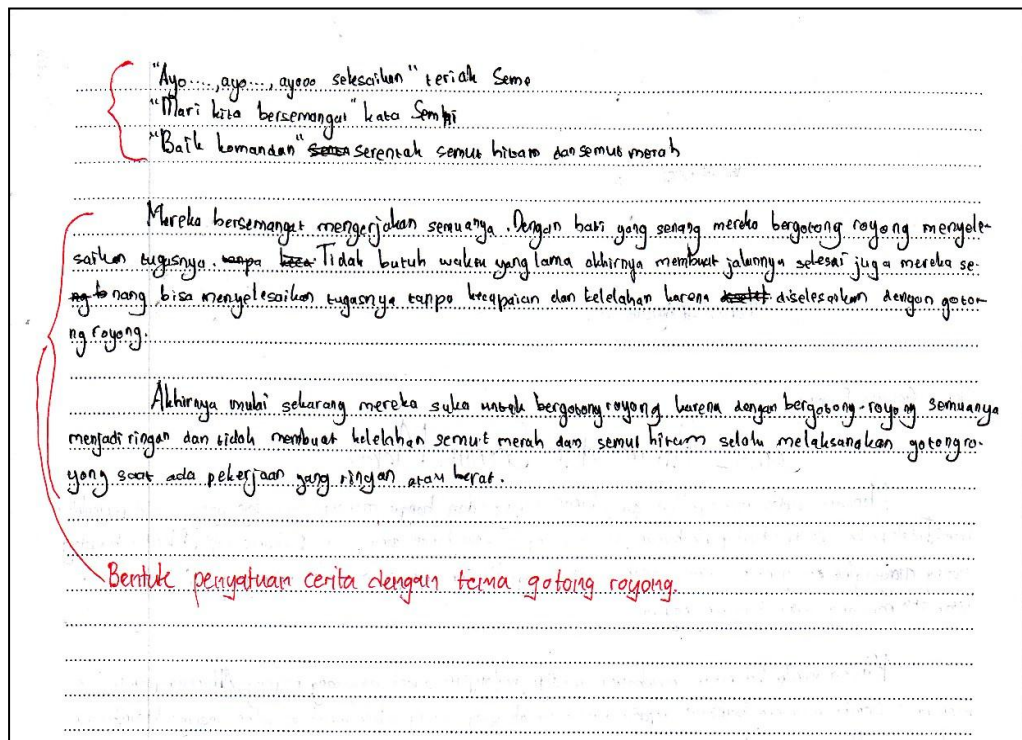 "Ayo...., ayo..., ayooo selesaikan" teriak Seme
"Mari kita bersemangat" kata Semhi
"Baik komandan" serentak semut hitam dan semut merah
Mereka bersemangat mengerjakan semuanya. Dengan hati yang senang mereka bergotong royong menyele-
saikan tugasnya. Tidak butuh waktu yang lama akhirnya membuat jalannya selesai juga mereka se-
nang bisa menyelesaikan tugasnya tanpa kecapaian dan kelelahan karena diselesaikan dengan goto-
ng royong.
Akhirnya mulai sekarang mereka suka untuk bergotong royong karena dengan bergotong-royong semuanya
menjadi ringan dan tidak membuat kelelahan semut merah dan semut hitam selalu melaksanakan gotongro-
yong saat ada pekerjaan yang ringan atau berat.
Bentuk penyatuan cerita dengan tema gotong royong.